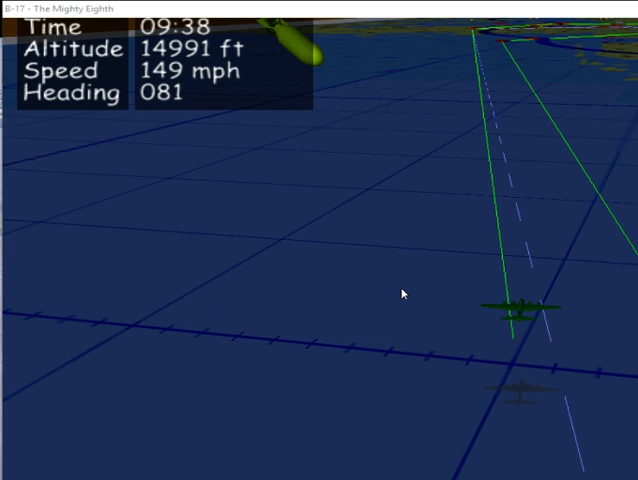 B-17 - The Mighty Eighth
Time 09:38
Altitude 14991 ft
Speed 149 mph
Heading 081